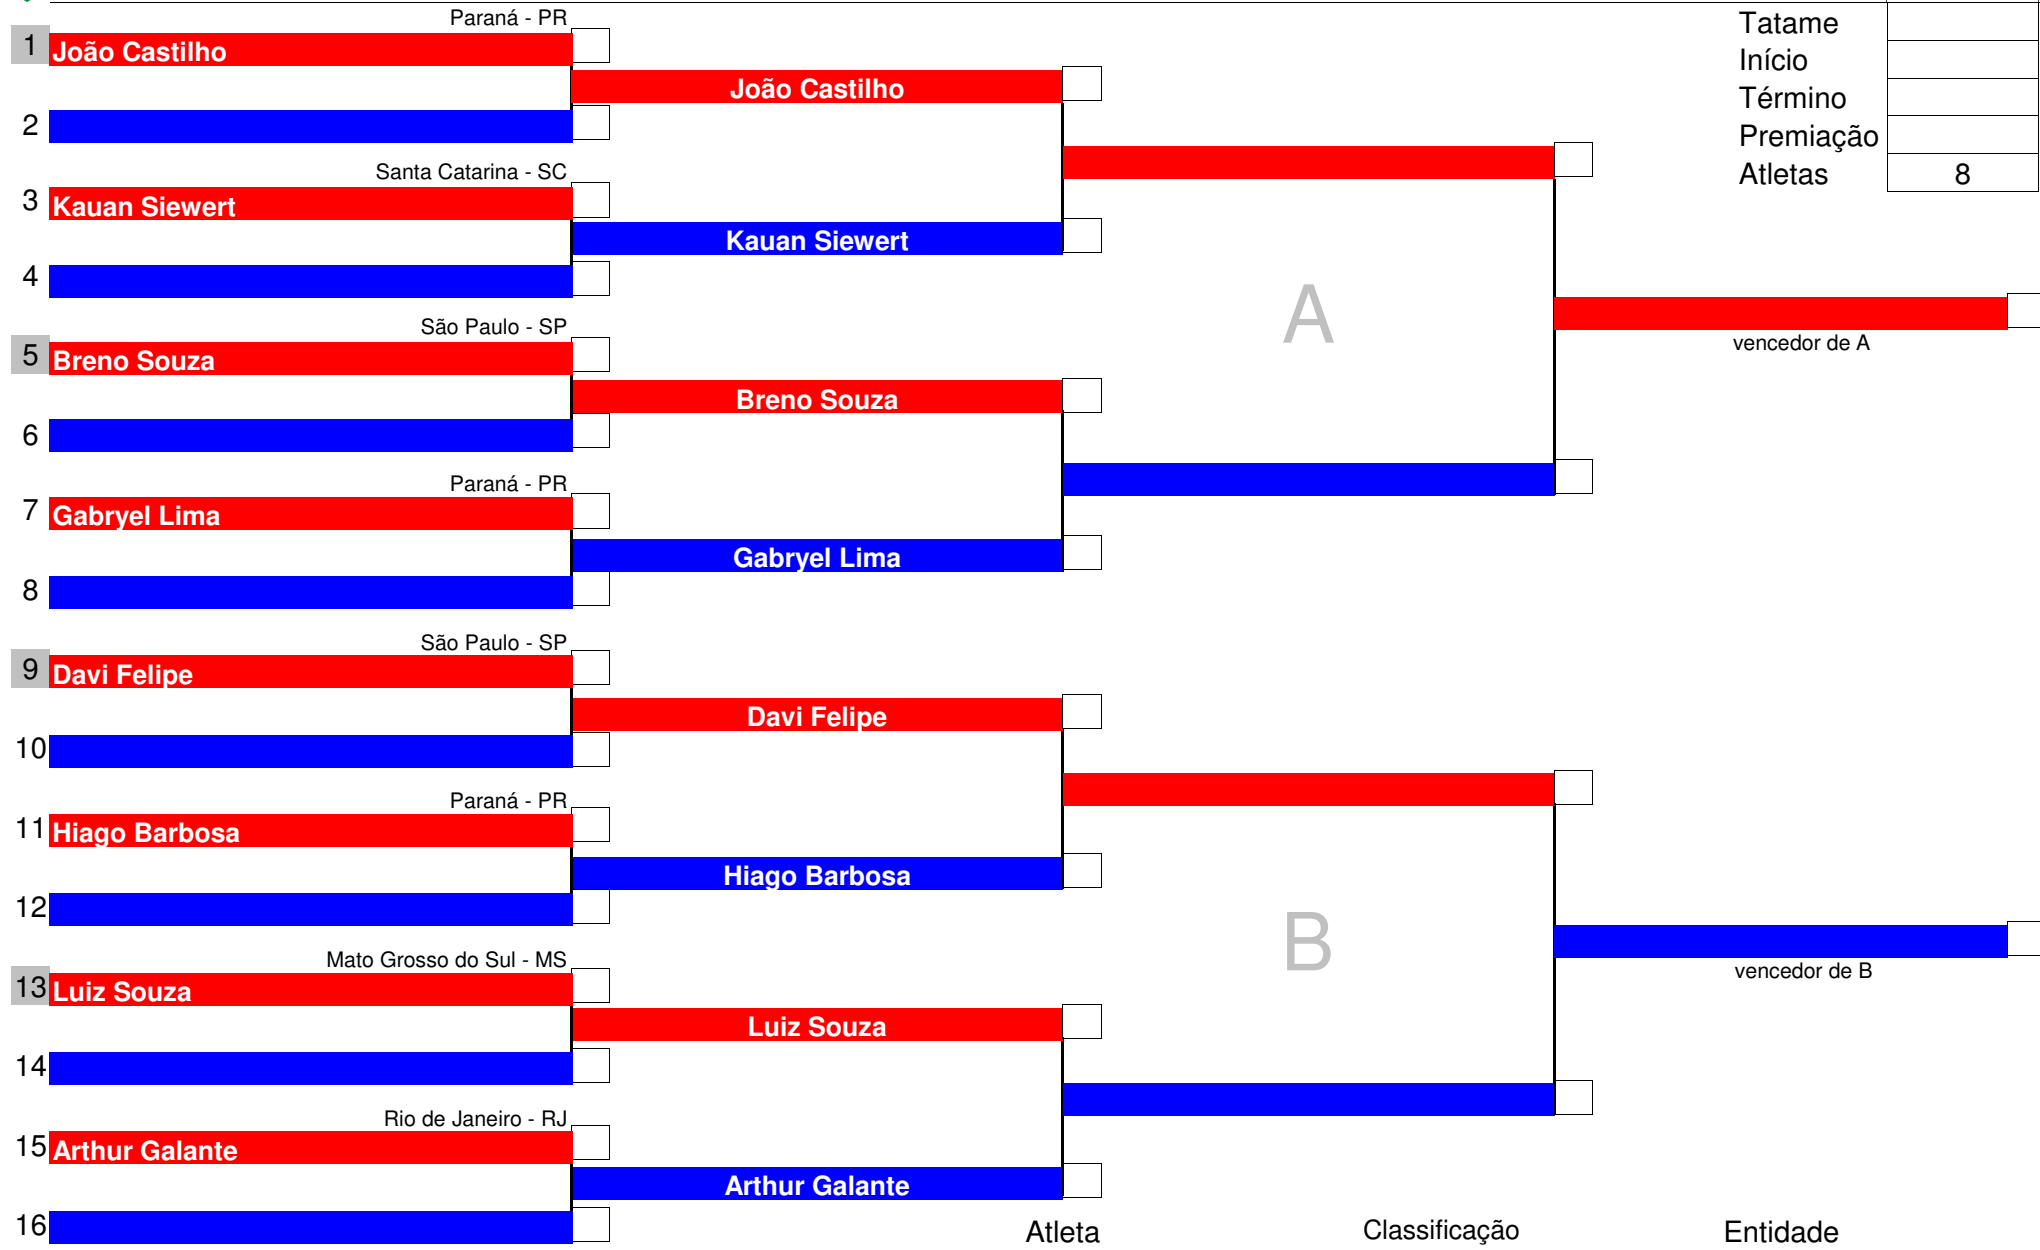 Paraná - PR
1 João Castilho
João Castilho
2
Santa Catarina - SC
3 Kauan Siewert
Kauan Siewert
4
São Paulo - SP
5 Breno Souza
Breno Souza
6
Paraná - PR
7 Gabryel Lima
Gabryel Lima
8
São Paulo - SP
9 Davi Felipe
Davi Felipe
10
Paraná - PR
11 Hiago Barbosa
Hiago Barbosa
12
Mato Grosso do Sul - MS
13 Luiz Souza
Luiz Souza
14
Rio de Janeiro - RJ
15 Arthur Galante
Arthur Galante
16
A
B
vencedor de A
vencedor de B
Tatame
Início
Término
Premiação
Atletas 8
Atleta Classificação Entidade